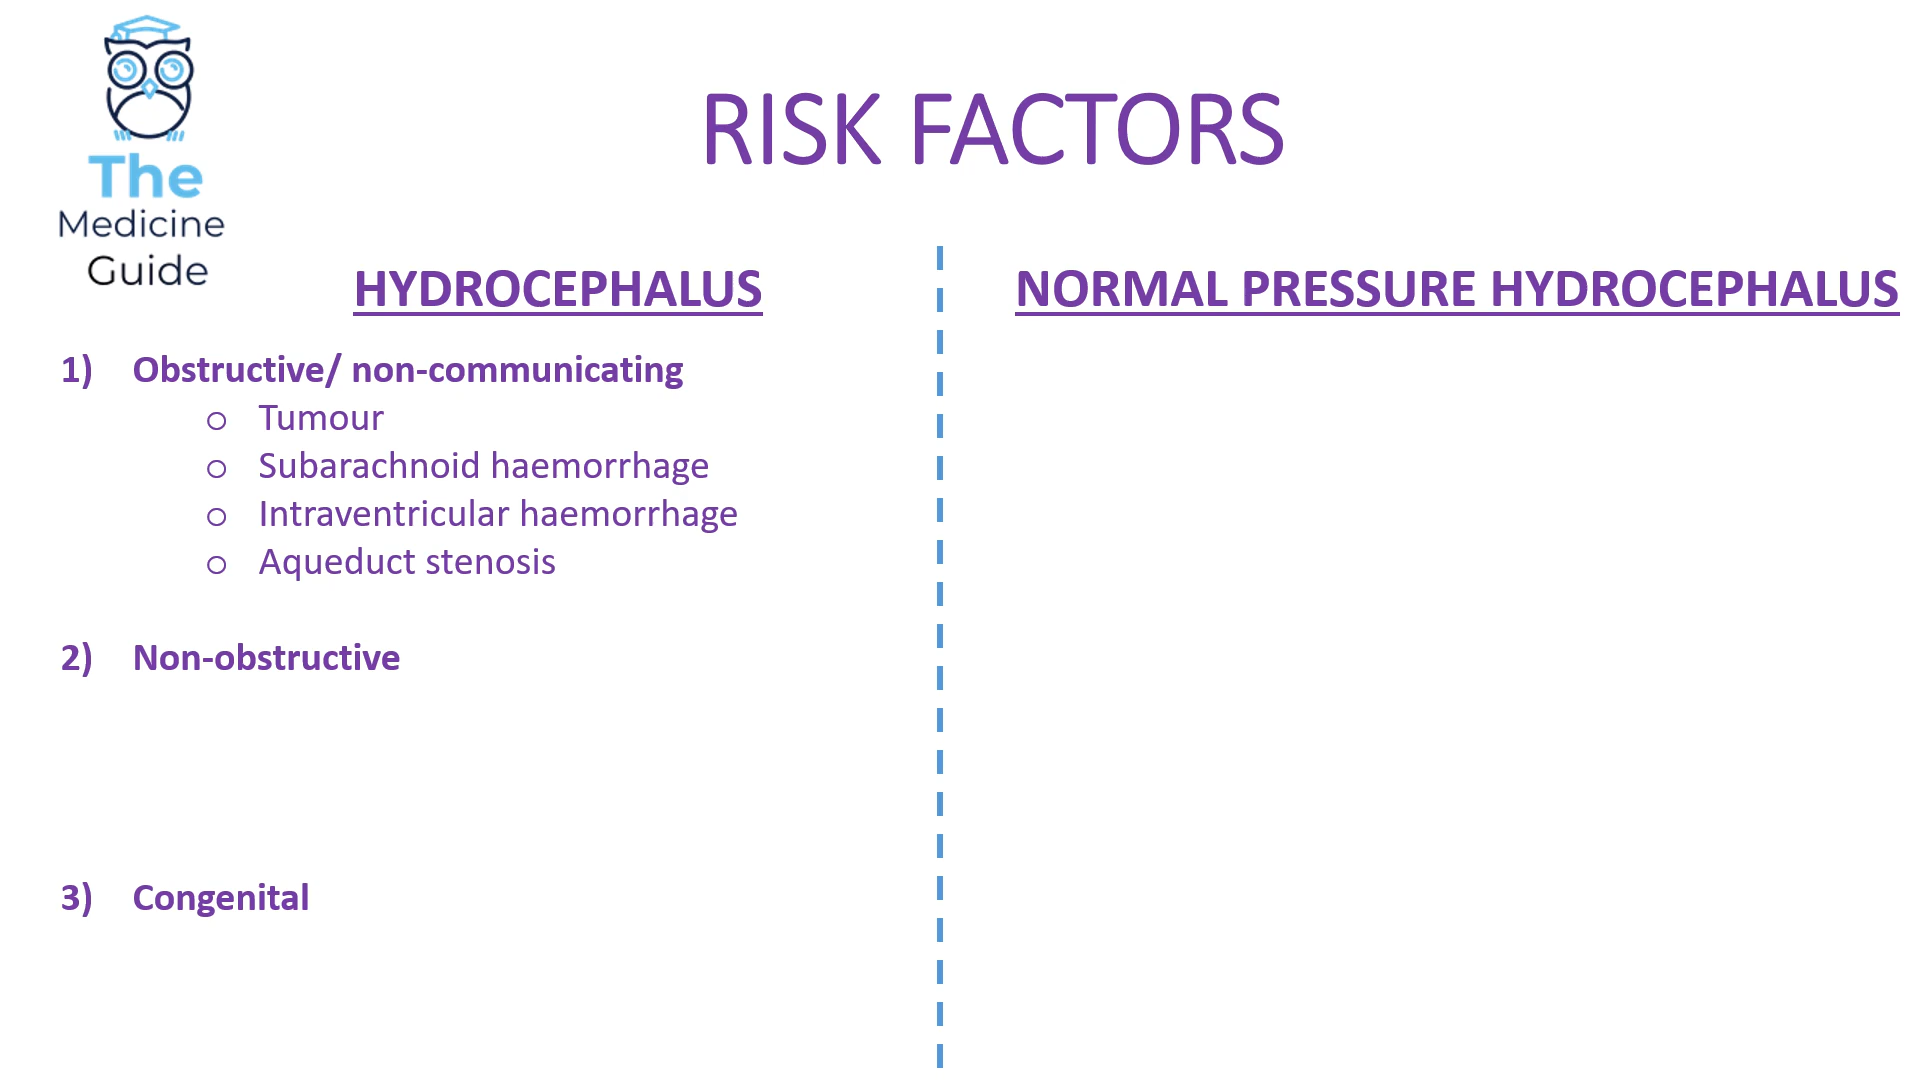 The
Medicine
Guide
RISK FACTORS
HYDROCEPHALUS
1) Obstructive/ non-communicating
o Tumour
o Subarachnoid haemorrhage
o Intraventricular haemorrhage
o Aqueduct stenosis
2) Non-obstructive
3) Congenital
NORMAL PRESSURE HYDROCEPHALUS